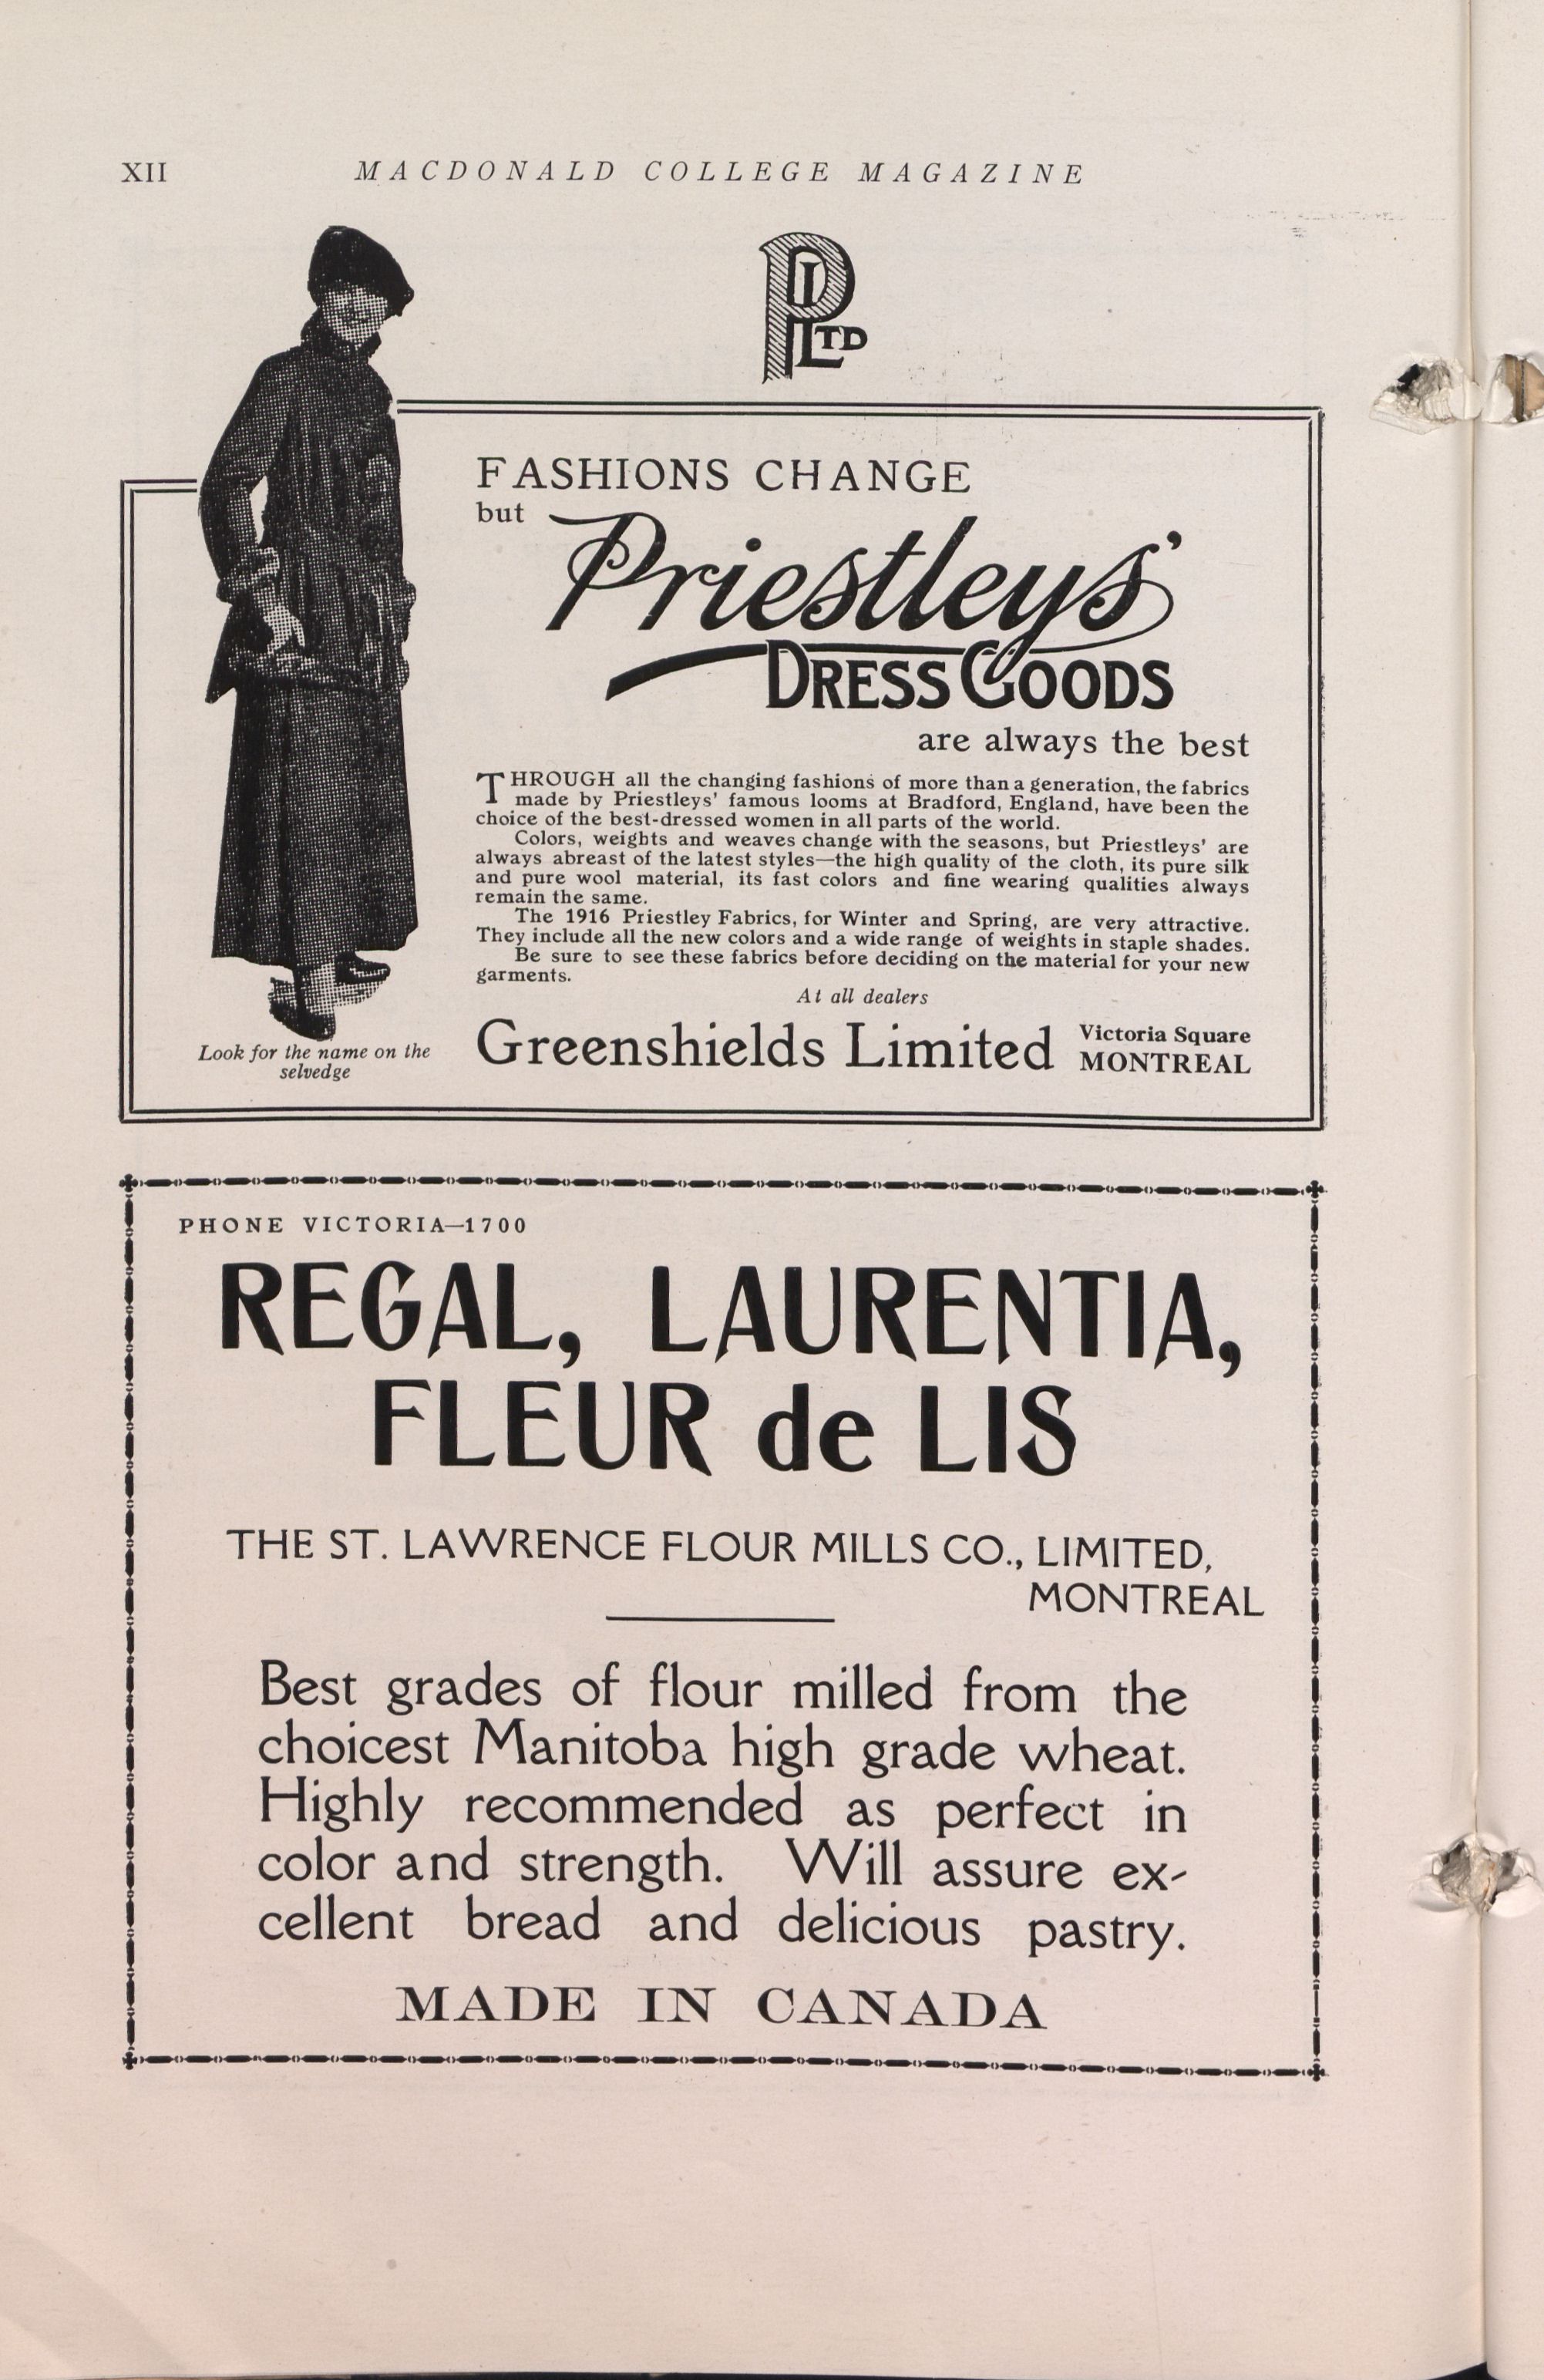 XII MACDONALD COLLEGE MAGAZINE
P L TD
FASHIONS CHANGE
but
Priestleys'
DRESS GOODS
are always the best
THROUGH all the changing fashions of more than a generation, the fabrics
made by Priestleys' famous looms at Bradford, England, have been the
choice of the best-dressed women in all parts of the world.
Colors, weights and weaves change with the seasons, but Priestleys' are
always abreast of the latest styles—the high quality of the cloth, its pure silk
and pure wool material, its fast colors and fine wearing qualities always
remain the same.
The 1916 Priestley Fabrics, for Winter and Spring, are very attractive.
They include all the new colors and a wide range of weights in staple shades.
Be sure to see these fabrics before deciding on the material for your new
garments.
At all dealers
Greenshields Limited Victoria Square
MONTREAL
Look for the name on the
selvedge
PHONE VICTORIA—1700
REGAL, LAURENTIA,
FLEUR de LIS
THE ST. LAWRENCE FLOUR MILLS CO., LIMITED,
MONTREAL
Best grades of flour milled from the
choicest Manitoba high grade wheat.
Highly recommended as perfect in
color and strength. Will assure ex-
cellent bread and delicious pastry.
MADE IN CANADA